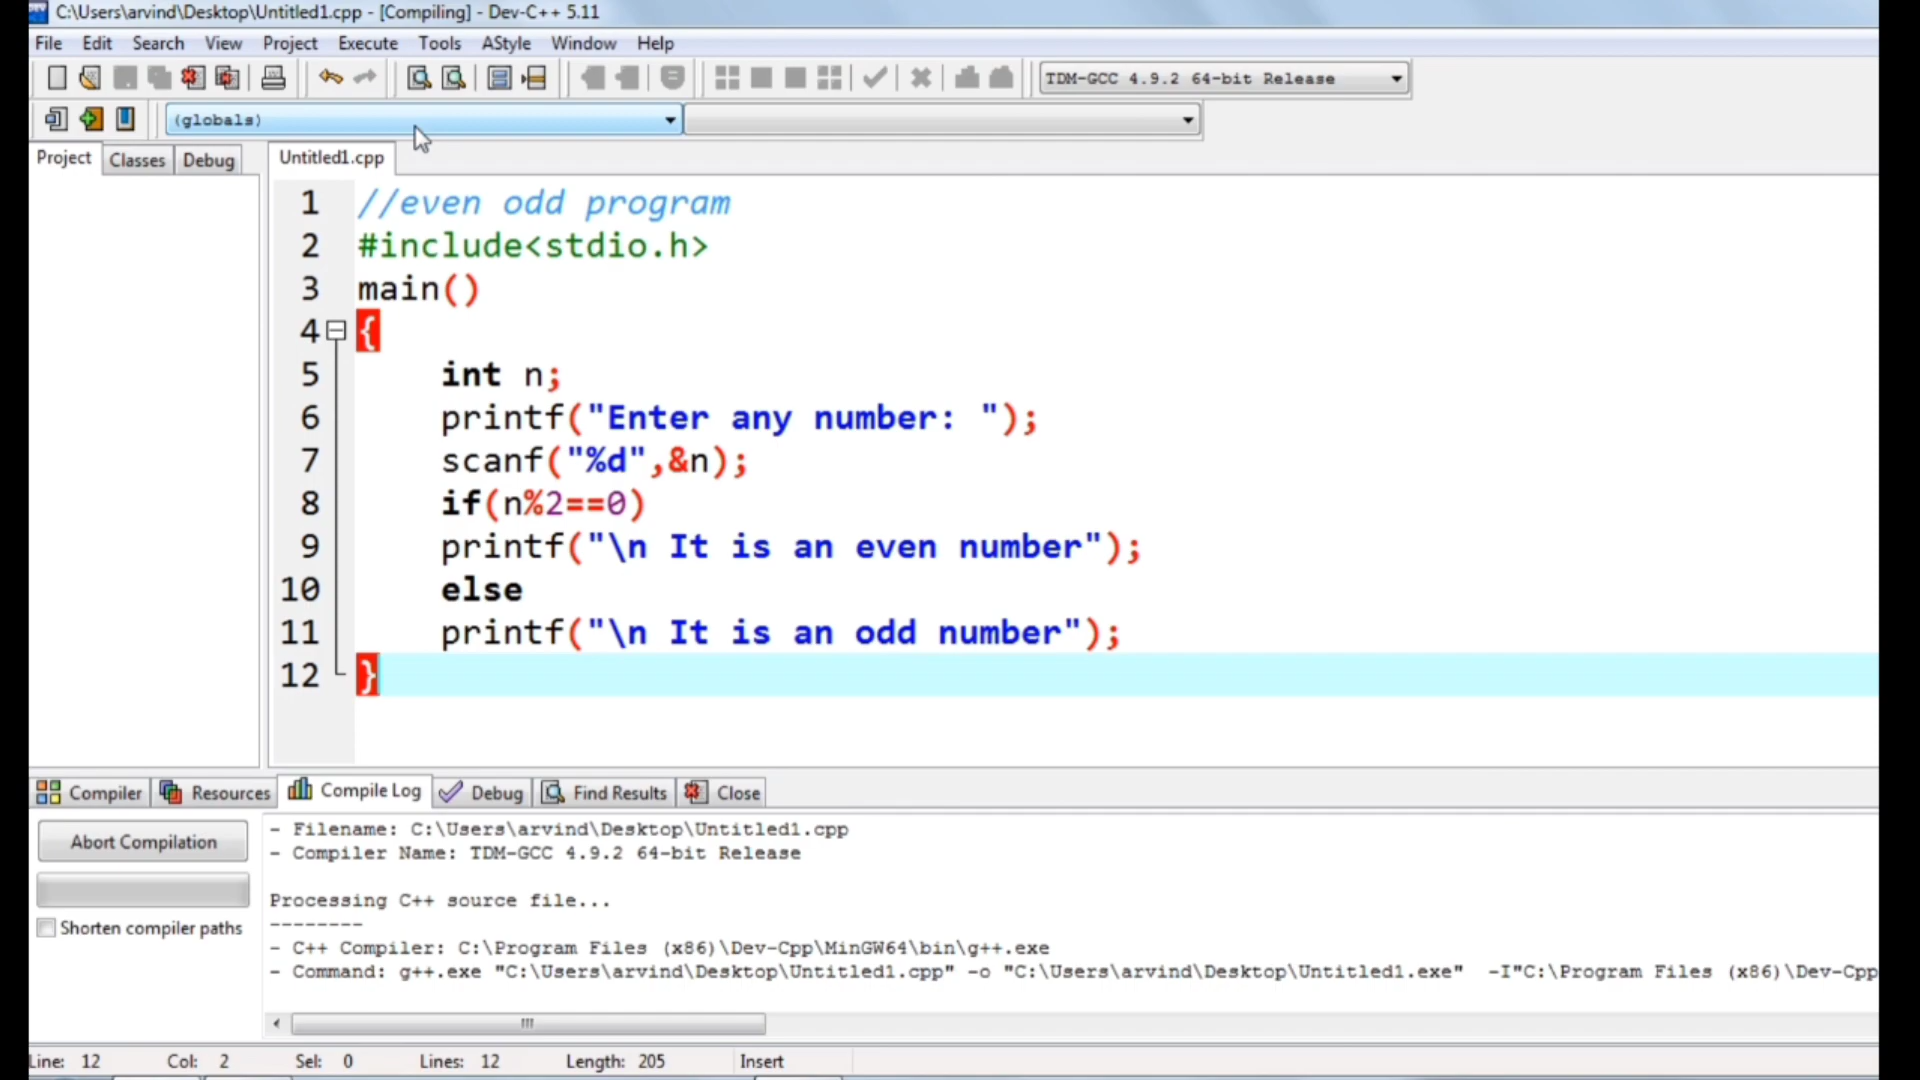 C:\Users\arvind\Desktop\Untitled1.cpp - [Compiling] - Dev-C++ 5.11
File Edit Search View Project Execute Tools AStyle Window Help
TDM-GCC 4.9.2 64-bit Release
(globals)
Project Classes Debug Untitled1.cpp
1 //even odd program
2 #include<stdio.h>
3 main()
4 {
5 int n;
6 printf("Enter any number: ");
7 scanf("%d",&n);
8 if(n%2==0)
9 printf("\n It is an even number");
10 else
11 printf("\n It is an odd number");
12 }
Compiler Resources Compile Log Debug Find Results Close
Abort Compilation
Shorten compiler paths
- Filename: C:\Users\arvind\Desktop\Untitled1.cpp
- Compiler Name: TDM-GCC 4.9.2 64-bit Release
Processing C++ source file...
--------
- C++ Compiler: C:\Program Files (x86)\Dev-Cpp\MinGW64\bin\g++.exe
- Command: g++.exe "C:\Users\arvind\Desktop\Untitled1.cpp" -o "C:\Users\arvind\Desktop\Untitled1.exe" -I"C:\Program Files (x86)\Dev-Cpp
Line: 12 Col: 2 Sel: 0 Lines: 12 Length: 205 Insert